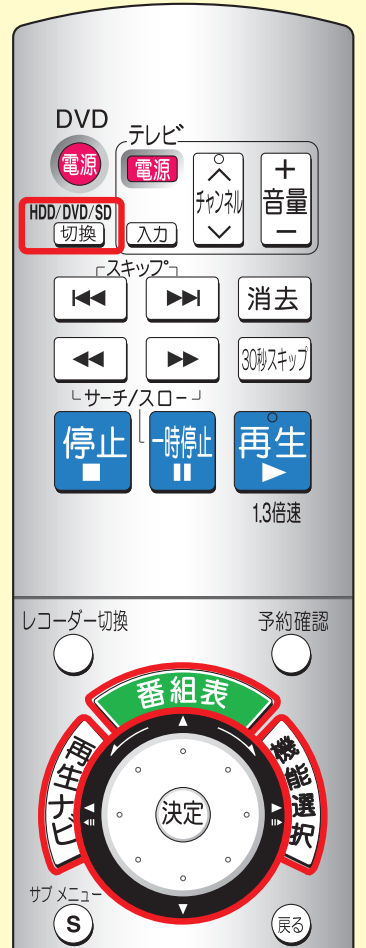 DVD
テレビ
電源
電源
チャンネル
＋
音量
－
HDD/DVD/SD
切換
入力
スキップ
消去
30秒スキップ
サーチ/スロー
停止
一時停止
再生
1.3倍速
レコーダー切換
予約確認
番組表
再生ナビ
機能選択
決定
サブ メニュー
S
戻る